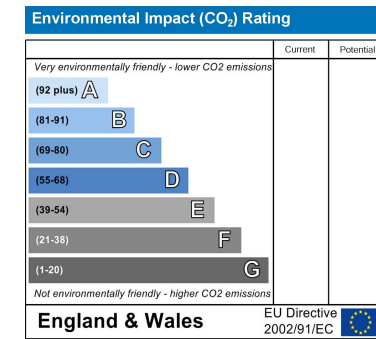 Environmental Impact (CO₂) Rating
Current Potential
Very environmentally friendly - lower CO2 emissions
(92 plus) A
(81-91) B
(69-80) C
(55-68) D
(39-54) E
(21-38) F
(1-20) G
Not environmentally friendly - higher CO2 emissions
England & Wales
EU Directive
2002/91/EC